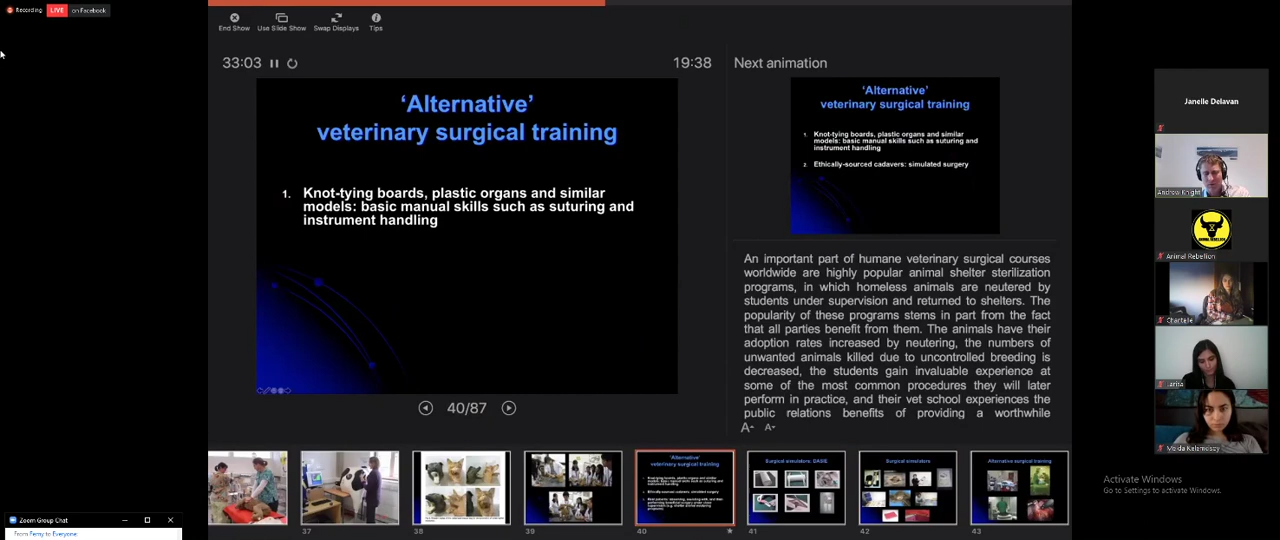 Recording
LIVE
on Facebook
End Show
Use Slide Show
Swap Displays
Tips
33:03
19:38
Next animation
‘Alternative’
veterinary surgical training
1. Knot-tying boards, plastic organs and similar
models: basic manual skills such as suturing and
instrument handling
‘Alternative’
veterinary surgical training
1. Knot-tying boards, plastic organs and similar
models: basic manual skills such as suturing and
instrument handling
2. Ethically-sourced cadavers: simulated surgery
An important part of humane veterinary surgical courses
worldwide are highly popular animal shelter sterilization
programs, in which homeless animals are neutered by
students under supervision and returned to shelters. The
popularity of these programs stems in part from the fact
that all parties benefit from them. The animals have their
adoption rates increased by neutering, the numbers of
unwanted animals killed due to uncontrolled breeding is
decreased, the students gain invaluable experience at
some of the most common procedures they will later
perform in practice, and their vet school experiences the
public relations benefits of providing a worthwhile
40/87
A A
37
38
39
‘Alternative’
veterinary surgical training
40
Surgical simulators: DASIE
41
Surgical simulators
42
Alternative surgical training
43
Janelle Delavan
Andrew Knight
Animal Rebellion
Chantelle
Activate Windows
Go to Settings to activate Windows.
Zoom Group Chat
From Femy to Everyone: